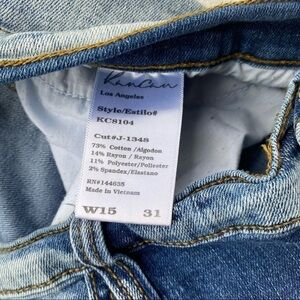 KanCan
Los Angeles
Style/Estilo#
KC8104
Cut#J-1348
73% Cotton/Algodon
14% Rayon / Rayon
11% Polyester/Poliester
2% Spandex/Elastano
RN#144635
Made in Vietnam
W15 31